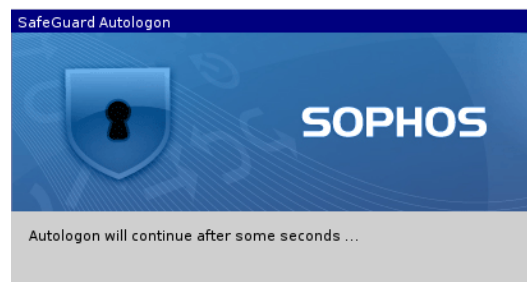 SafeGuard Autologon
SOPHOS
Autologon will continue after some seconds ...